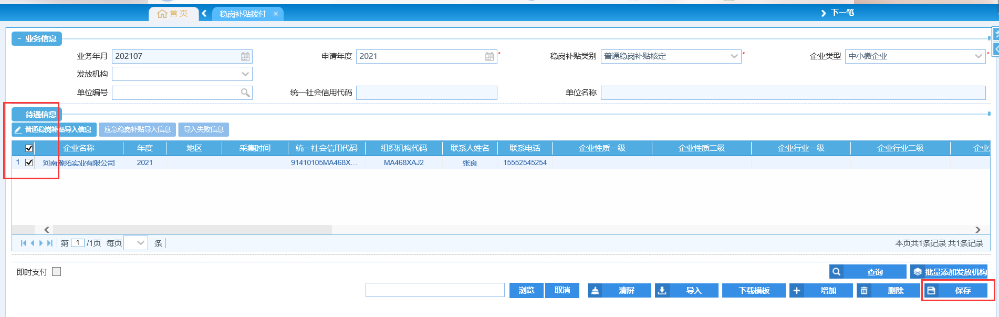 首页 稳岗补贴拨付 × 下一笔
- 业务信息
业务年月 202107 申请年度 2021 * 稳岗补贴类别 普通稳岗补贴核定 * 企业类型 中小微企业 *
发放机构
单位编号 统一社会信用代码 单位名称
待遇信息
普通稳岗补贴导入信息 应急稳岗补贴导入信息 导入失败信息
企业名称 年度 地区 采集时间 统一社会信用代码 组织机构代码 联系人姓名 联系电话 企业性质一级 企业性质二级 企业行业一级 企业行业二级 企业
1 河南豫拓实业有限公司 2021 91410105MA468X... MA468XAJ2 张良 15552545254
第 1 /1页 每页 条 本页共1条记录 共1条记录
即时支付 查询 批量添加发放机构
浏览 取消 清屏 导入 下载模板 增加 删除 保存